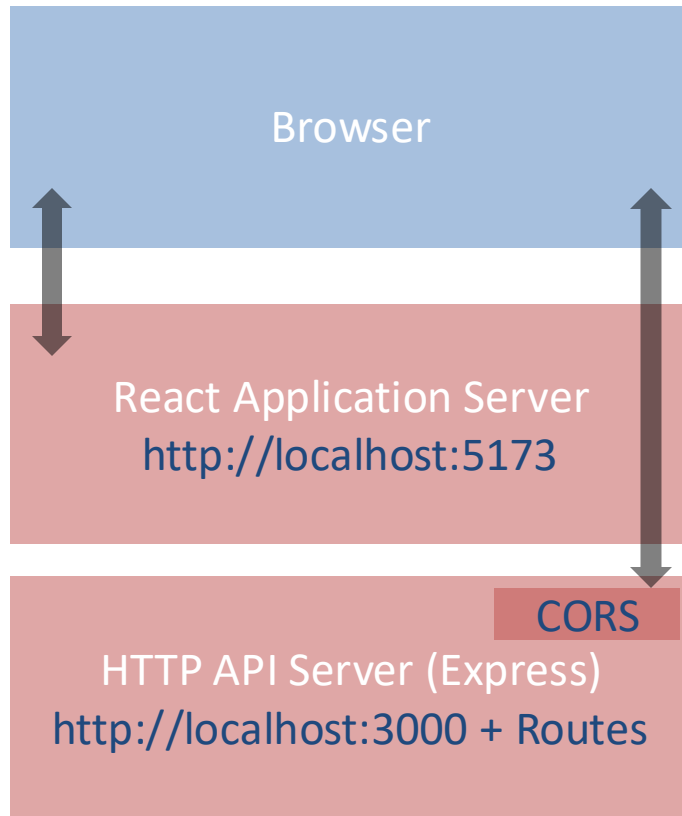 Browser
React Application Server
http://localhost:5173
CORS
HTTP API Server (Express)
http://localhost:3000 + Routes